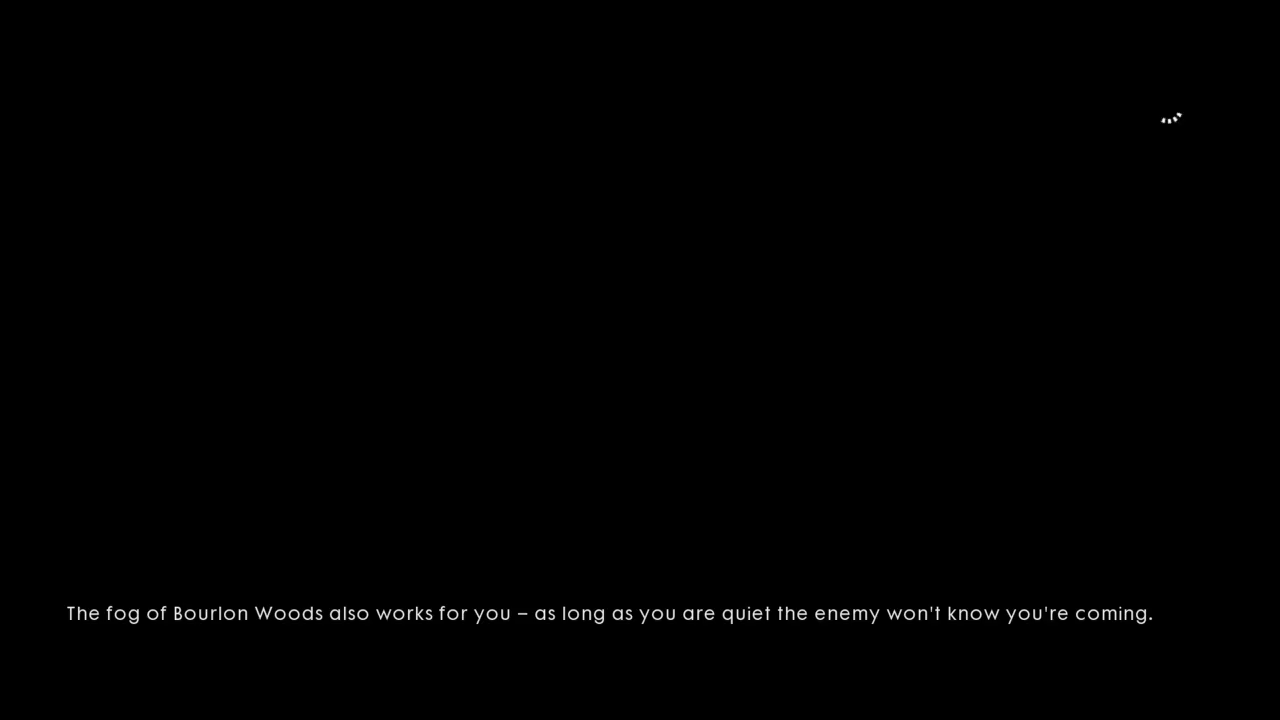 The fog of Bourlon Woods also works for you – as long as you are quiet the enemy won't know you're coming.